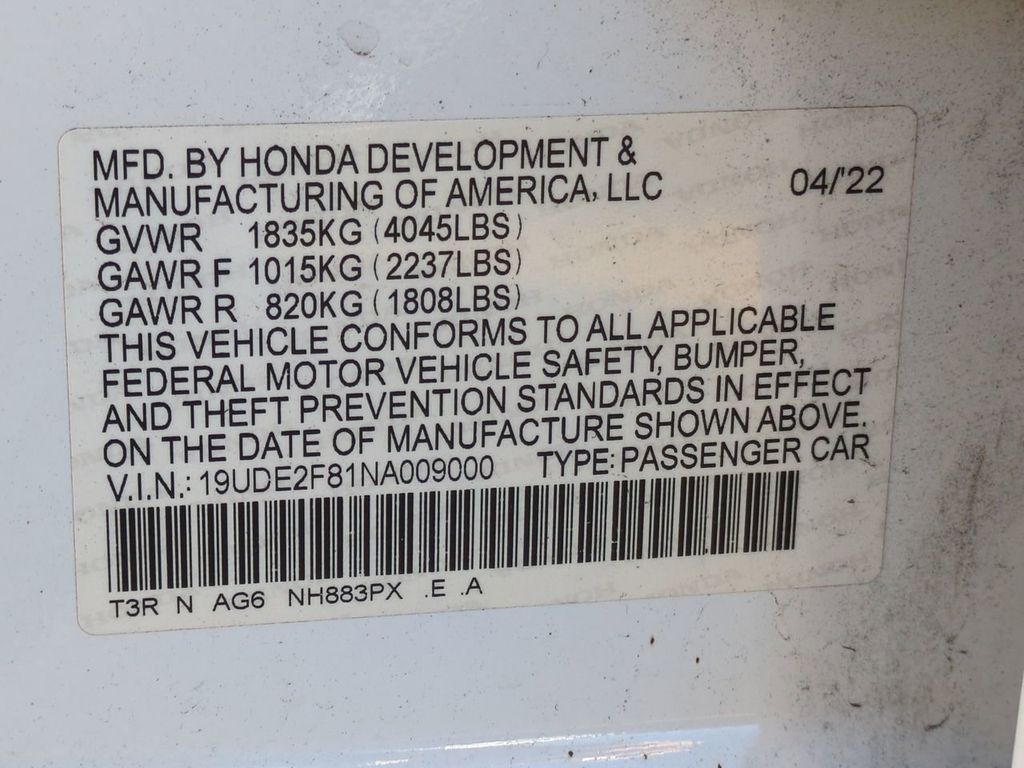 MFD. BY HONDA DEVELOPMENT &
MANUFACTURING OF AMERICA, LLC 04/'22
GVWR 1835KG (4045LBS)
GAWR F 1015KG (2237LBS)
GAWR R 820KG (1808LBS)
THIS VEHICLE CONFORMS TO ALL APPLICABLE
FEDERAL MOTOR VEHICLE SAFETY, BUMPER,
AND THEFT PREVENTION STANDARDS IN EFFECT
ON THE DATE OF MANUFACTURE SHOWN ABOVE.
V.I.N.: 19UDE2F81NA009000 TYPE: PASSENGER CAR
T3R N AG6 NH883PX .E .A